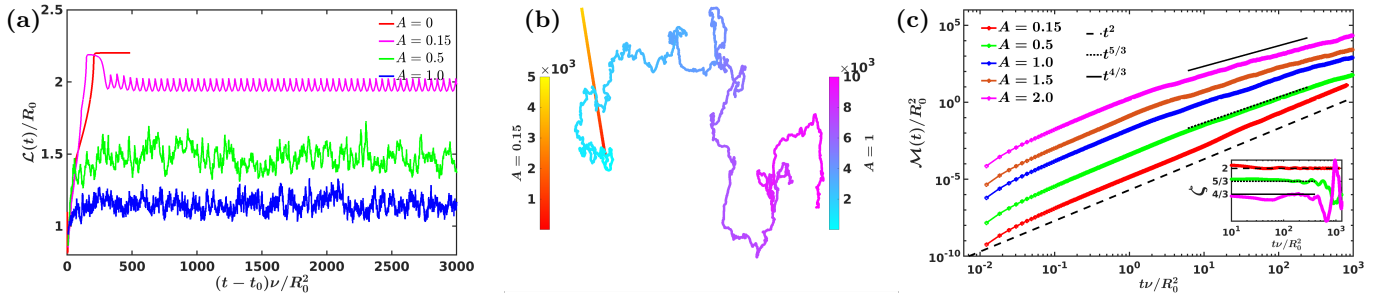 (a)
2.5
2
1.5
1
0 500 1000 1500 2000 2500 3000
L(t)/R₀
(t − t₀)ν/R₀²
A = 0
A = 0.15
A = 0.5
A = 1.0
(b)
×10³
5
4
3
2
1
0
A = 0.15
×10³
10
8
6
4
2
A = 1
(c)
M(t)/R₀²
10⁵
10⁰
10⁻⁵
10⁻¹⁰
10⁻² 10⁻¹ 10⁰ 10¹ 10² 10³
tν/R₀²
A = 0.15
A = 0.5
A = 1.0
A = 1.5
A = 2.0
t²
t⁵/³
t⁴/³
ζ
2
5/3
4/3
10¹ 10² 10³
tν/R₀²